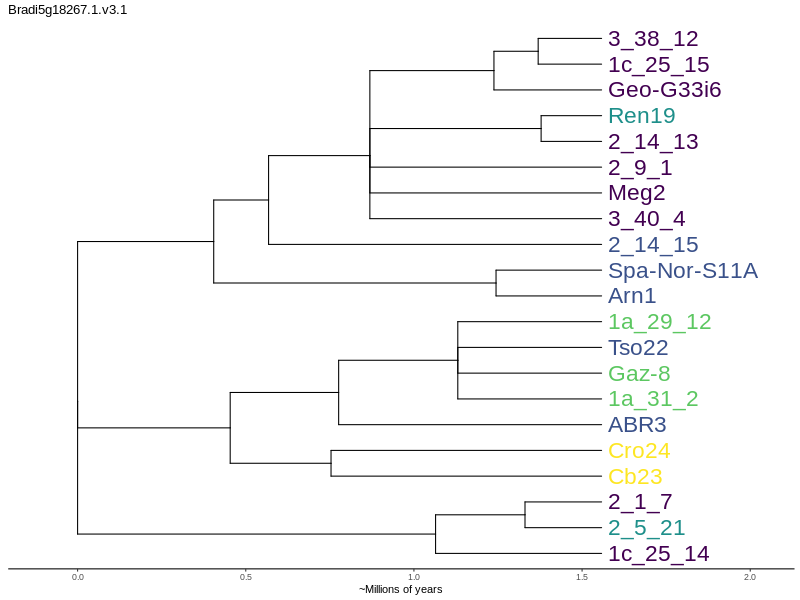 Bradi5g18267.1.v3.1
3_38_12
1c_25_15
Geo-G33i6
Ren19
2_14_13
2_9_1
Meg2
3_40_4
2_14_15
Spa-Nor-S11A
Arn1
1a_29_12
Tso22
Gaz-8
1a_31_2
ABR3
Cro24
Cb23
2_1_7
2_5_21
1c_25_14
0.0 0.5 1.0 1.5 2.0
~Millions of years